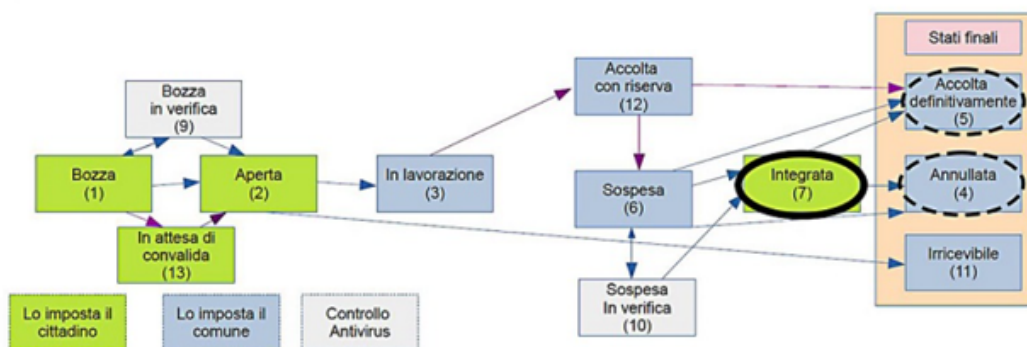 Stati finali
Accolta
con riserva
(12)
Accolta
definitivamente
(5)
Bozza
in verifica
(9)
Bozza
(1)
Aperta
(2)
In lavorazione
(3)
Sospesa
(6)
Integrata
(7)
Annullata
(4)
In attesa di
convalida
(13)
Irricevibile
(11)
Sospesa
In verifica
(10)
Lo imposta il
cittadino
Lo imposta il
comune
Controllo
Antivirus